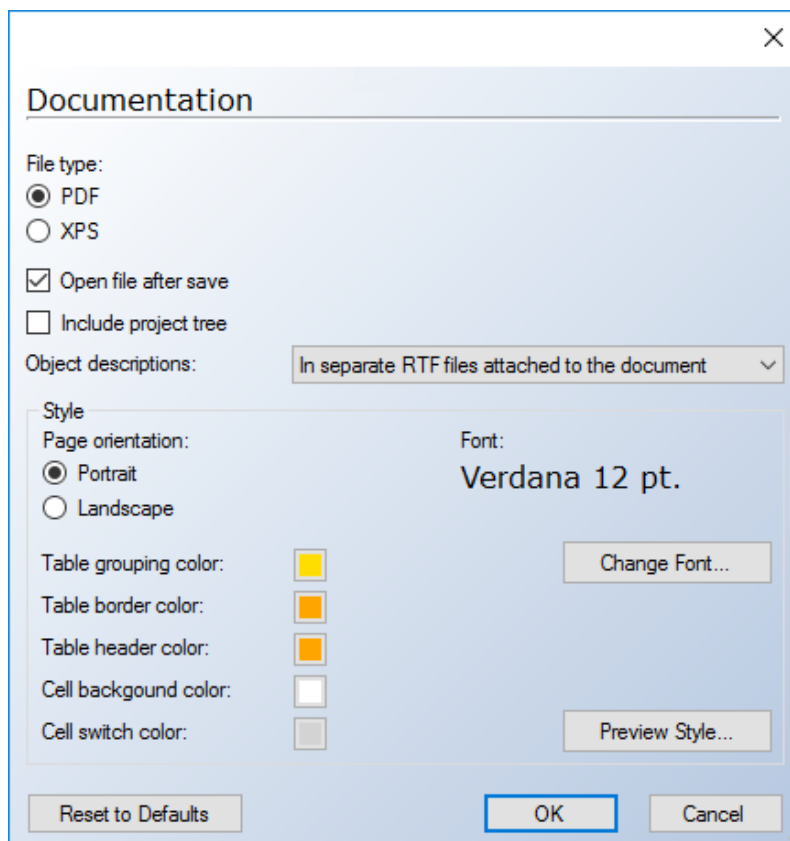 Documentation
File type:
PDF
XPS
Open file after save
Include project tree
Object descriptions: In separate RTF files attached to the document
Style
Page orientation: Font:
Portrait Verdana 12 pt.
Landscape
Table grouping color: Change Font...
Table border color:
Table header color:
Cell backgound color:
Cell switch color: Preview Style...
Reset to Defaults OK Cancel